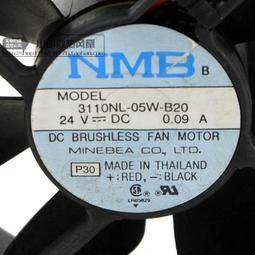 NMB B
MODEL
3110NL-05W-B20
24 V ⎓ DC 0.09 A
DC BRUSHLESS FAN MOTOR
MINEBEA CO., LTD.
P30 MADE IN THAILAND
+:RED, -:BLACK
LR45829